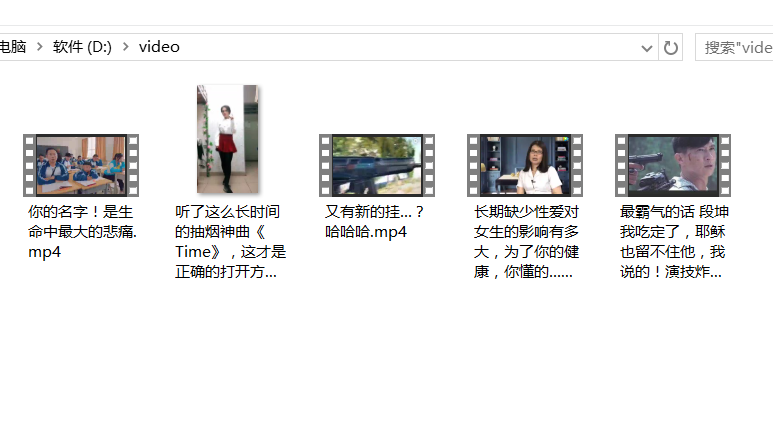 电脑 > 软件 (D:) > video
搜索"vide
你的名字！是生
命中最大的悲痛.
mp4
听了这么长时间
的抽烟神曲《
Time》，这才是
正确的打开方...
又有新的挂...？
哈哈哈.mp4
长期缺少性爱对
女生的影响有多
大，为了你的健
康，你懂的......
最霸气的话 段坤
我吃定了，耶稣
也留不住他，我
说的！演技炸...